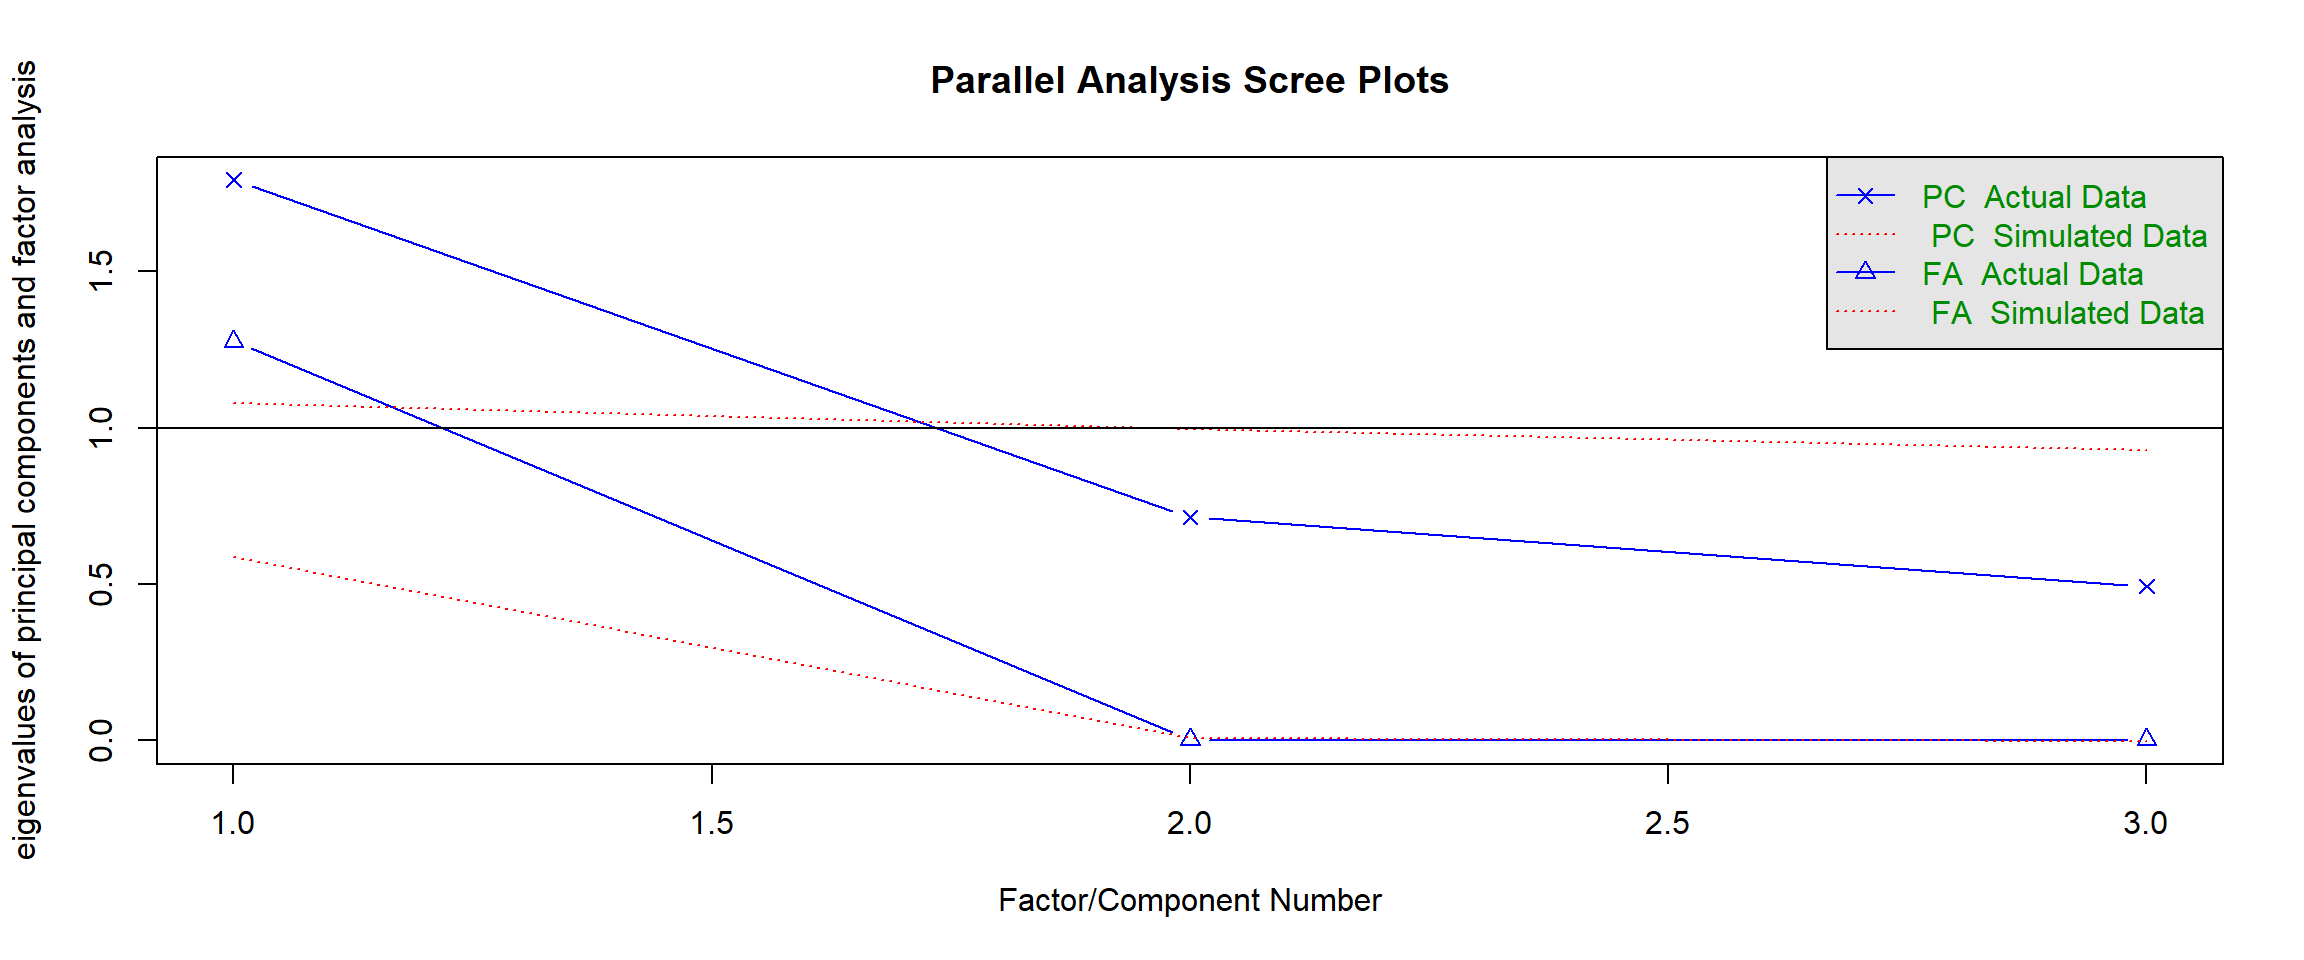 Parallel Analysis Scree Plots
eigenvalues of principal components and factor analysis
1.5
1.0
0.5
0.0
PC  Actual Data
PC  Simulated Data
FA  Actual Data
FA  Simulated Data
1.0 1.5 2.0 2.5 3.0
Factor/Component Number